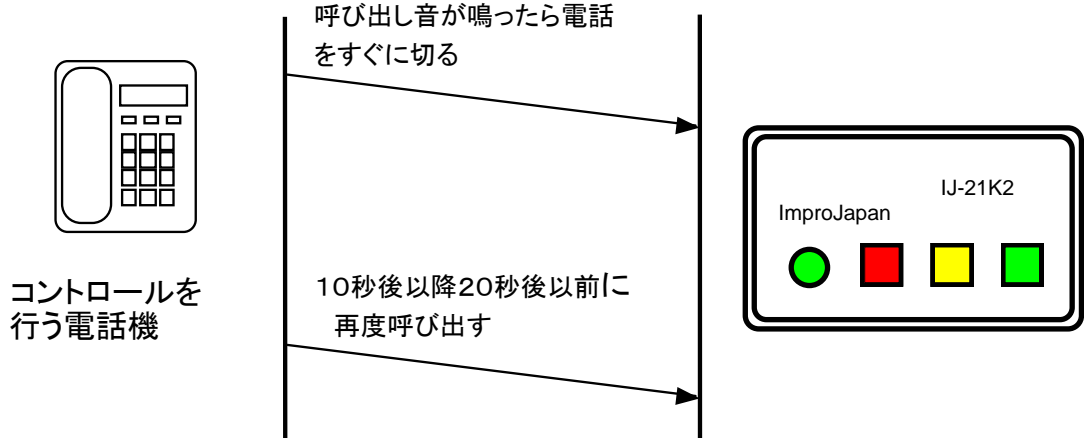 呼び出し音が鳴ったら電話
をすぐに切る
IJ-21K2
ImproJapan
10秒後以降20秒後以前に
再度呼び出す
コントロールを
行う電話機